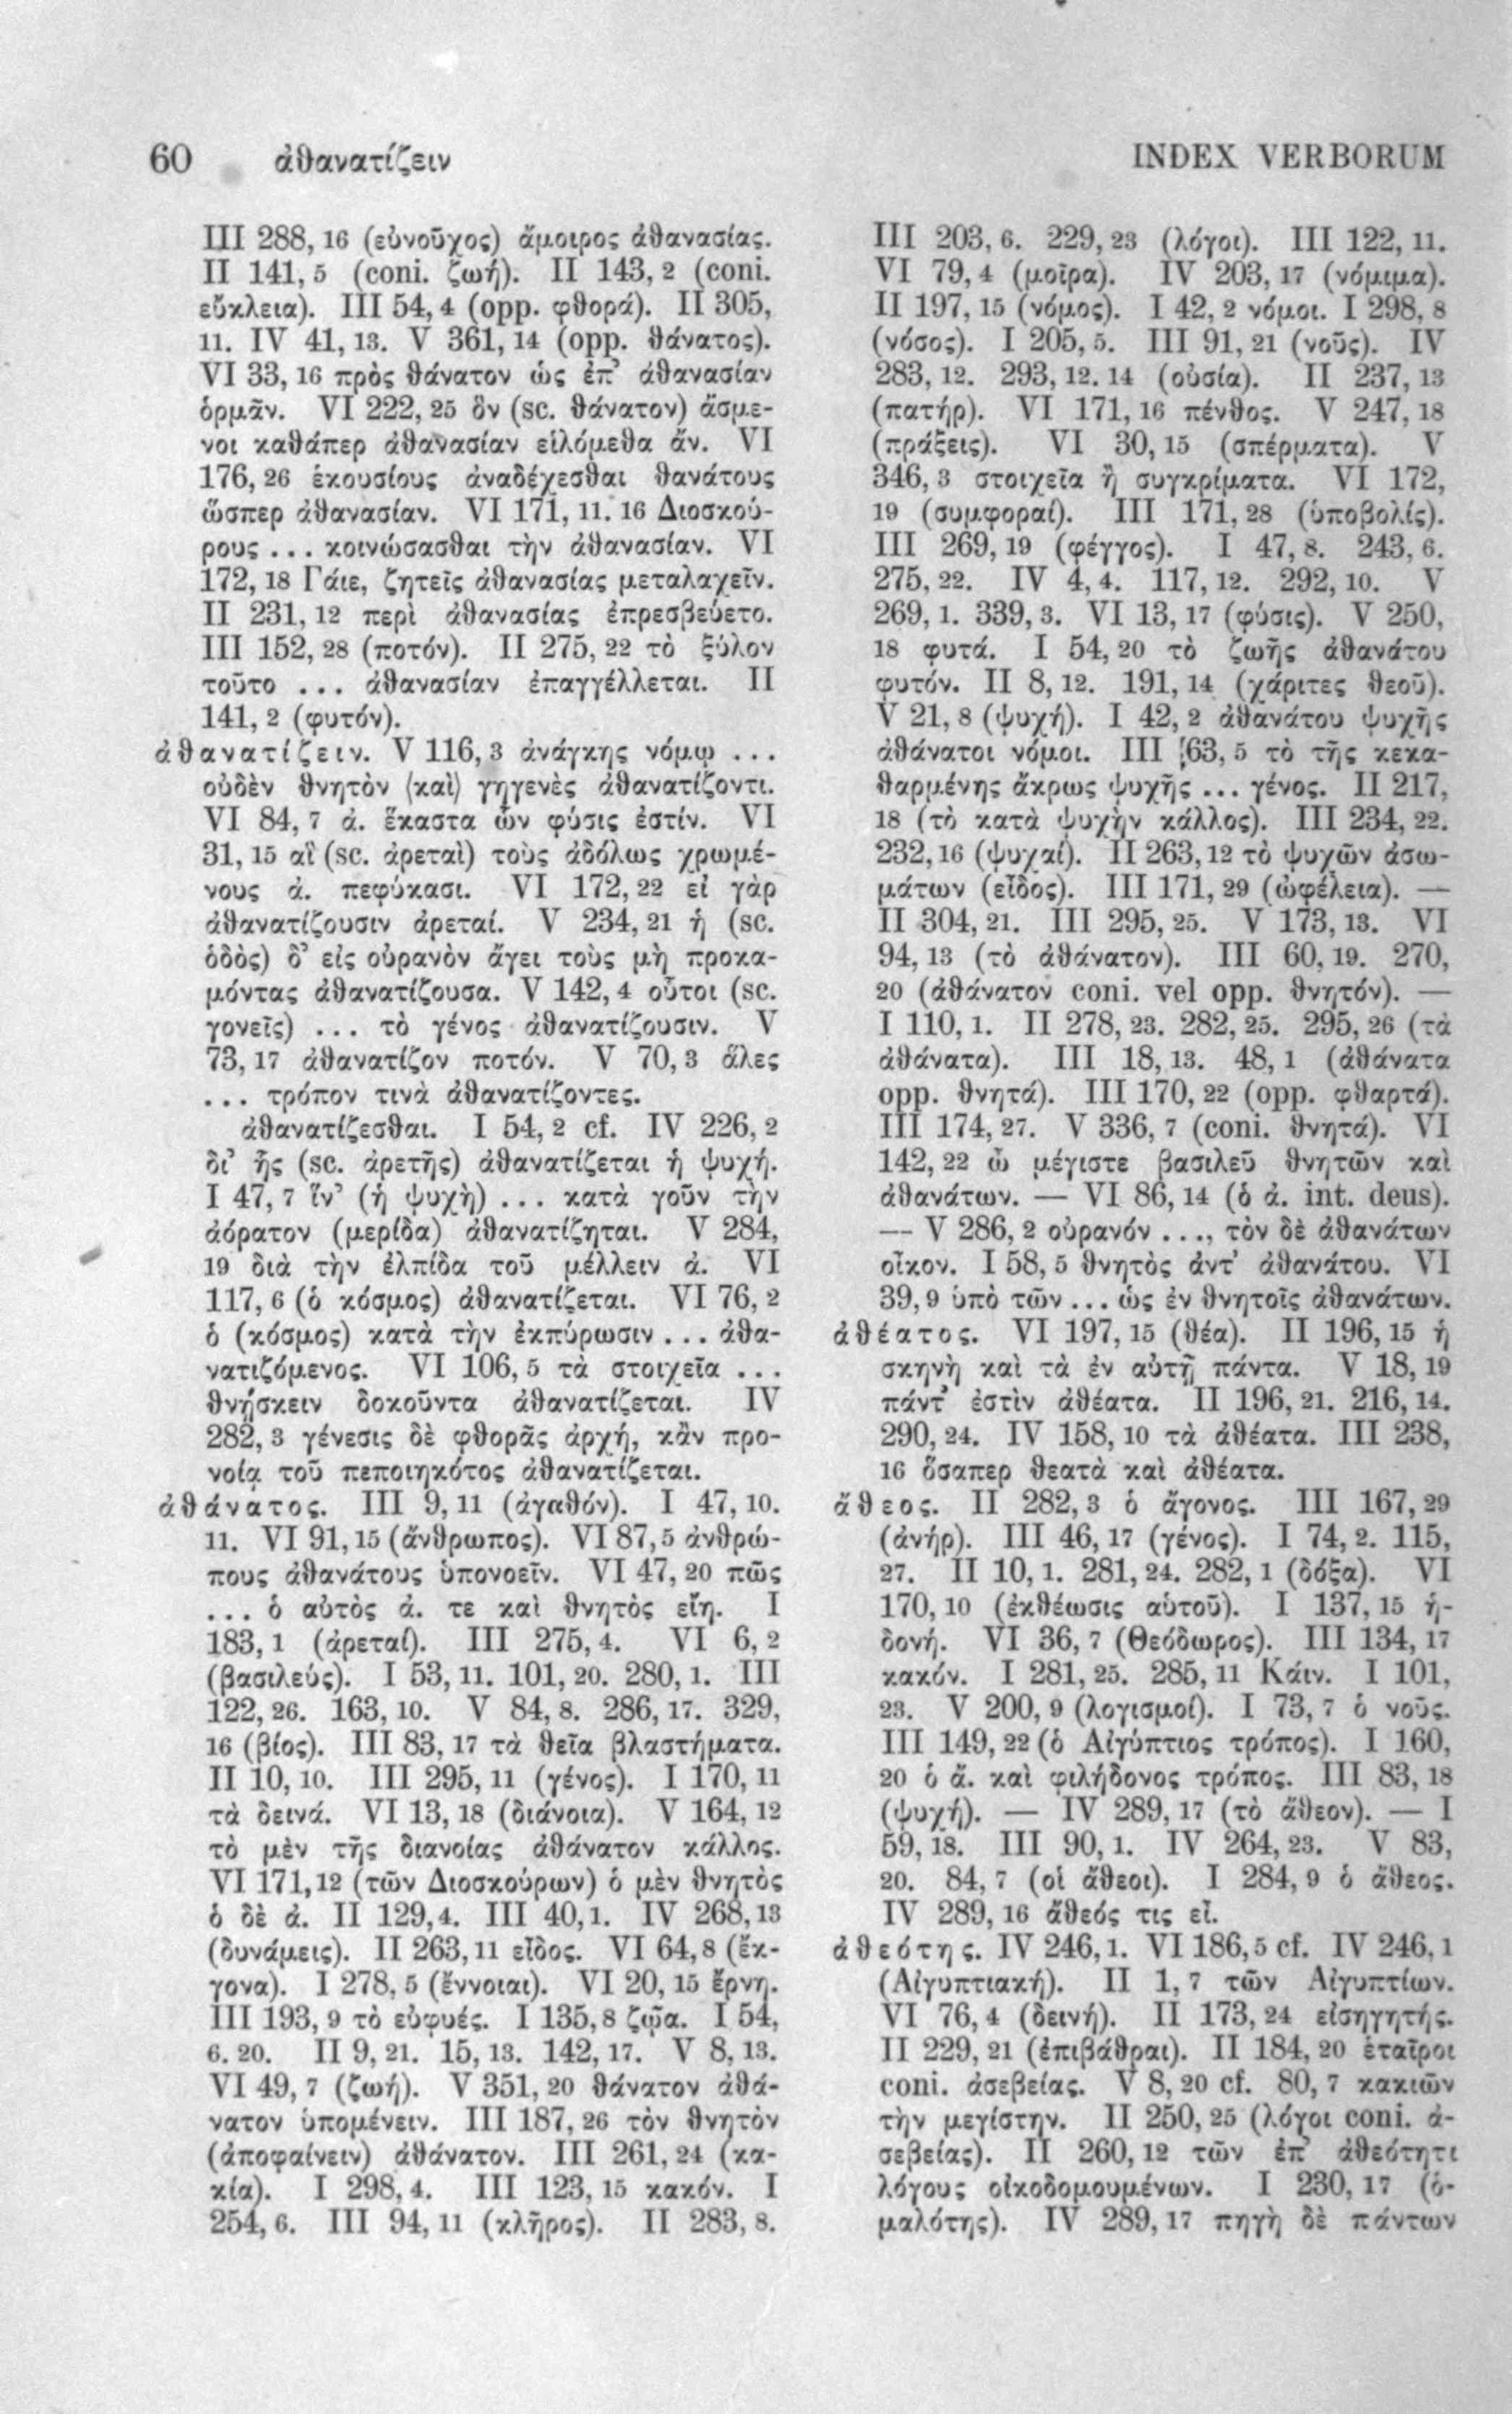 60 ἀθανατίζειν
INDEX VERBORUM
III 288, 16 (εὐνοῦχος) ἄμοιρος ἀθανασίας.
II 141, 5 (coni. ζωή). II 143, 2 (coni.
εὔκλεια). III 54, 4 (opp. φθορά). II 305,
11. IV 41, 13. V 361, 14 (opp. θάνατος).
VI 33, 16 πρὸς θάνατον ὡς ἐπ’ ἀθανασίαν
ὁρμᾶν. VI 222, 25 ὃν (sc. θάνατον) ἄσμε-
νοι καθάπερ ἀθανασίαν εἱλόμεθα ἄν. VI
176, 26 ἑκουσίους ἀναδέχεσθαι θανάτους
ὥσπερ ἀθανασίαν. VI 171, 11. 16 Διοσκού-
ρους ... κοινώσασθαι τὴν ἀθανασίαν. VI
172, 18 Γάιε, ζητεῖς ἀθανασίας μεταλαχεῖν.
II 231, 12 περὶ ἀθανασίας ἐπρεσβεύετο.
III 152, 28 (ποτόν). II 275, 22 τὸ ξύλον
τοῦτο ... ἀθανασίαν ἐπαγγέλλεται. II
141, 2 (φυτόν).
ἀθανατίζειν. V 116, 3 ἀνάγκης νόμῳ ...
οὐδὲν θνητὸν ⟨καὶ⟩ γηγενὲς ἀθανατίζοντι.
VI 84, 7 ἀ. ἕκαστα ὧν φύσις ἐστίν. VI
31, 15 αἳ (sc. ἀρεταὶ) τοὺς ἀδόλως χρωμέ-
νους ἀ. πεφύκασι. VI 172, 22 εἰ γὰρ
ἀθανατίζουσιν ἀρεταί. V 234, 21 ἡ (sc.
ὁδὸς) δ’ εἰς οὐρανὸν ἄγει τοὺς μὴ προκα-
μόντας ἀθανατίζουσα. V 142, 4 οὗτοι (sc.
γονεῖς) ... τὸ γένος ἀθανατίζουσιν. V
73, 17 ἀθανατίζον ποτόν. V 70, 3 ἅλες
... τρόπον τινὰ ἀθανατίζοντες.
ἀθανατίζεσθαι. I 54, 2 cf. IV 226, 2
δι’ ἧς (sc. ἀρετῆς) ἀθανατίζεται ἡ ψυχή.
I 47, 7 ἵν’ (ἡ ψυχὴ) ... κατὰ γοῦν τὴν
ἀόρατον (μερίδα) ἀθανατίζηται. V 284,
19 διὰ τὴν ἐλπίδα τοῦ μέλλειν ἀ. VI
117, 6 (ὁ κόσμος) ἀθανατίζεται. VI 76, 2
ὁ (κόσμος) κατὰ τὴν ἐκπύρωσιν ... ἀθα-
νατιζόμενος. VI 106, 5 τὰ στοιχεῖα ...
θνῄσκειν δοκοῦντα ἀθανατίζεται. IV
282, 3 γένεσις δὲ φθορᾶς ἀρχή, κἂν προ-
νοίᾳ τοῦ πεποιηκότος ἀθανατίζεται.
ἀθάνατος. III 9, 11 (ἀγαθόν). I 47, 10.
11. VI 91, 15 (ἄνθρωπος). VI 87, 5 ἀνθρώ-
πους ἀθανάτους ὑπονοεῖν. VI 47, 20 πῶς
... ὁ αὐτὸς ἀ. τε καὶ θνητὸς εἴη. I
183, 1 (ἀρεταί). III 275, 4. VI 6, 2
(βασιλεύς). I 53, 11. 101, 20. 280, 1. III
122, 26. 163, 10. V 84, 8. 286, 17. 329,
16 (βίος). III 83, 17 τὰ θεῖα βλαστήματα.
II 10, 10. III 295, 11 (γένος). I 170, 11
τὰ δεινά. VI 13, 18 (διάνοια). V 164, 12
τὸ μὲν τῆς διανοίας ἀθάνατον κάλλος.
VI 171, 12 (τῶν Διοσκούρων) ὁ μὲν θνητὸς
ὁ δὲ ἀ. II 129, 4. III 40, 1. IV 268, 13
(δυνάμεις). II 263, 11 εἶδος. VI 64, 8 (ἔκ-
γονα). I 278, 5 (ἔννοιαι). VI 20, 15 ἔρνη.
III 193, 9 τὸ εὐφυές. I 135, 8 ζῷα. I 54,
6. 20. II 9, 21. 15, 13. 142, 17. V 8, 13.
VI 49, 7 (ζωή). V 351, 20 θάνατον ἀθά-
νατον ὑπομένειν. III 187, 26 τὸν θνητὸν
(ἀποφαίνειν) ἀθάνατον. III 261, 24 (κα-
κία). I 298, 4. III 123, 15 κακόν. I
254, 6. III 94, 11 (κλῆρος). II 283, 8.
III 203, 6. 229, 23 (λόγοι). III 122, 11.
VI 79, 4 (μοῖρα). IV 203, 17 (νόμιμα).
II 197, 15 (νόμος). I 42, 2 νόμοι. I 298, 8
(νόσος). I 205, 5. III 91, 21 (νοῦς). IV
283, 12. 293, 12. 14 (οὐσία). II 237, 13
(πατήρ). VI 171, 16 πένθος. V 247, 18
(πράξεις). VI 30, 15 (σπέρματα). V
346, 3 στοιχεῖα ἢ συγκρίματα. VI 172,
19 (συμφοραί). III 171, 28 (ὑποβολίς).
III 269, 19 (φέγγος). I 47, 8. 243, 6.
275, 22. IV 4, 4. 117, 12. 292, 10. V
269, 1. 339, 3. VI 13, 17 (φύσις). V 250,
18 φυτά. I 54, 20 τὸ ζωῆς ἀθανάτου
φυτόν. II 8, 12. 191, 14 (χάριτες θεοῦ).
V 21, 8 (ψυχή). I 42, 2 ἀθανάτου ψυχῆς
ἀθάνατοι νόμοι. III 63, 5 τὸ τῆς κεκα-
θαρμένης ἄκρως ψυχῆς ... γένος. II 217,
18 (τὸ κατὰ ψυχὴν κάλλος). III 234, 22.
232, 16 (ψυχαί). II 263, 12 τὸ ψυχῶν ἀσω-
μάτων (εἶδος). III 171, 29 (ὠφέλεια). —
II 304, 21. III 295, 25. V 173, 13. VI
94, 13 (τὸ ἀθάνατον). III 60, 19. 270,
20 (ἀθάνατον coni. vel opp. θνητόν). —
I 110, 1. II 278, 23. 282, 25. 295, 26 (τὰ
ἀθάνατα). III 18, 13. 48, 1 (ἀθάνατα
opp. θνητά). III 170, 22 (opp. φθαρτά).
III 174, 27. V 336, 7 (coni. θνητά). VI
142, 22 ὦ μέγιστε βασιλεῦ θνητῶν καὶ
ἀθανάτων. — VI 86, 14 (ὁ ἀ. int. deus).
— V 286, 2 οὐρανόν ..., τὸν δὲ ἀθανάτων
οἶκον. I 58, 5 θνητὸς ἀντ’ ἀθανάτου. VI
39, 9 ὑπὸ τῶν ... ὡς ἐν θνητοῖς ἀθανάτων.
ἀθέατος. VI 197, 15 (θέα). II 196, 15 ἡ
σκηνὴ καὶ τὰ ἐν αὐτῇ πάντα. V 18, 19
πάντ’ ἐστὶν ἀθέατα. II 196, 21. 216, 14.
290, 24. IV 158, 10 τὰ ἀθέατα. III 238,
16 ὅσαπερ θεατὰ καὶ ἀθέατα.
ἄθεος. II 282, 3 ὁ ἄγονος. III 167, 29
(ἀνήρ). III 46, 17 (γένος). I 74, 2. 115,
27. II 10, 1. 281, 24. 282, 1 (δόξα). VI
170, 10 (ἐκθέωσις αὑτοῦ). I 137, 15 ἡ-
δονή. VI 36, 7 (Θεόδωρος). III 134, 17
κακόν. I 281, 25. 285, 11 Κάιν. I 101,
23. V 200, 9 (λογισμοί). I 73, 7 ὁ νοῦς.
III 149, 22 (ὁ Αἰγύπτιος τρόπος). I 160,
20 ὁ ἄ. καὶ φιλήδονος τρόπος. III 83, 18
(ψυχή). — IV 289, 17 (τὸ ἄθεον). — I
59, 18. III 90, 1. IV 264, 23. V 83,
20. 84, 7 (οἱ ἄθεοι). I 284, 9 ὁ ἄθεος.
IV 289, 16 ἄθεός τις εἶ.
ἀθεότης. IV 246, 1. VI 186, 5 cf. IV 246, 1
(Αἰγυπτιακή). II 1, 7 τῶν Αἰγυπτίων.
VI 76, 4 (δεινή). II 173, 24 εἰσηγητής.
II 229, 21 (ἐπιβάθραι). II 184, 20 ἑταῖροι
coni. ἀσεβείας. V 8, 20 cf. 80, 7 κακιῶν
τὴν μεγίστην. II 250, 25 (λόγοι coni. ἀ-
σεβείας). II 260, 12 τῶν ἐπ’ ἀθεότητι
λόγους οἰκοδομουμένων. I 230, 17 (ὁ-
μαλότης). IV 289, 17 πηγὴ δὲ πάντων